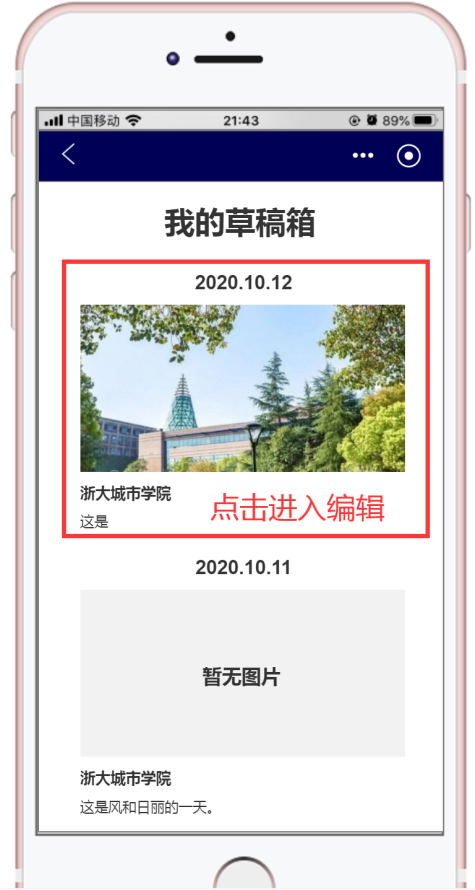 中国移动 21:43 89%
我的草稿箱
2020.10.12
浙大城市学院
这是
点击进入编辑
2020.10.11
暂无图片
浙大城市学院
这是风和日丽的一天。